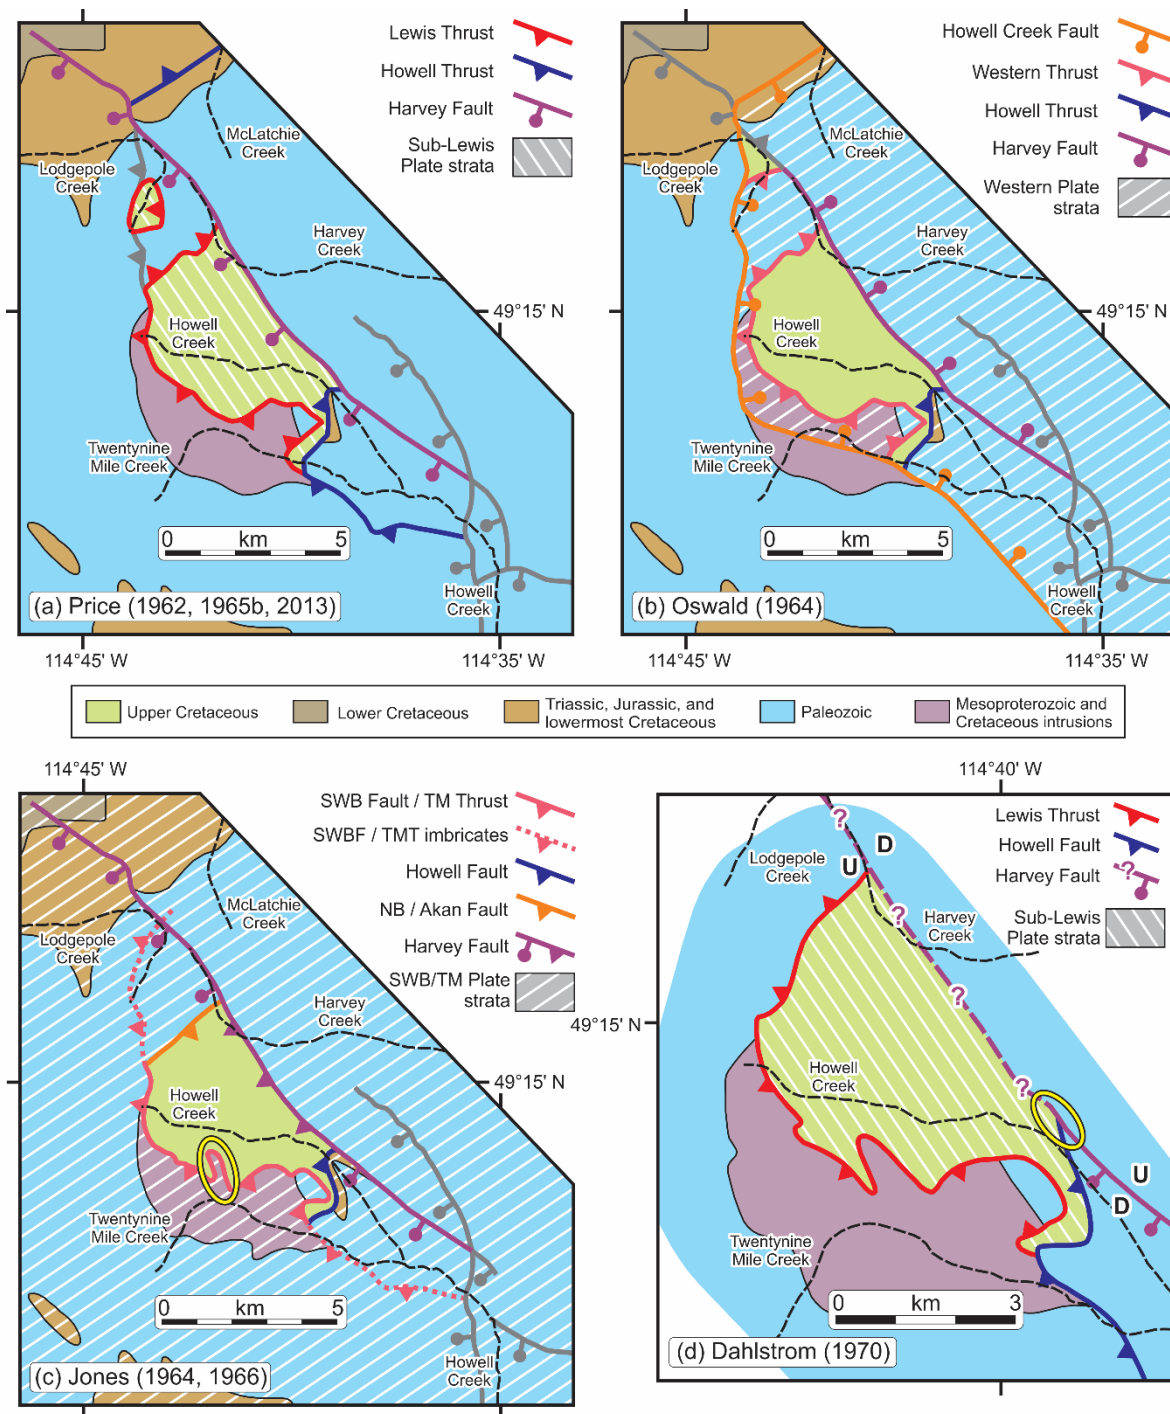 Lewis Thrust
Howell Thrust
Harvey Fault
Sub-Lewis
Plate strata
McLatchie
Creek
Lodgepole
Creek
Harvey
Creek
49°15' N
Howell
Creek
Twentynine
Mile Creek
0 km 5
Howell
Creek
(a) Price (1962, 1965b, 2013)
114°45' W
114°35' W
Howell Creek Fault
Western Thrust
Howell Thrust
Harvey Fault
Western Plate
strata
McLatchie
Creek
Lodgepole
Creek
Harvey
Creek
49°15' N
Howell
Creek
Twentynine
Mile Creek
0 km 5
Howell
Creek
(b) Oswald (1964)
114°45' W
114°35' W
Upper Cretaceous
Lower Cretaceous
Triassic, Jurassic, and
lowermost Cretaceous
Paleozoic
Mesoproterozoic and
Cretaceous intrusions
114°45' W
SWB Fault / TM Thrust
SWBF / TMT imbricates
Howell Fault
NB / Akan Fault
Harvey Fault
SWB/TM Plate
strata
McLatchie
Creek
Lodgepole
Creek
Harvey
Creek
49°15' N
Howell
Creek
Twentynine
Mile Creek
0 km 5
Howell
Creek
(c) Jones (1964, 1966)
114°40' W
Lewis Thrust
Howell Fault
Harvey Fault
?
Sub-Lewis
Plate strata
?
D
U
Lodgepole
Creek
?
Harvey
Creek
?
49°15' N
Howell
Creek
?
U
D
Twentynine
Mile Creek
0 km 3
(d) Dahlstrom (1970)